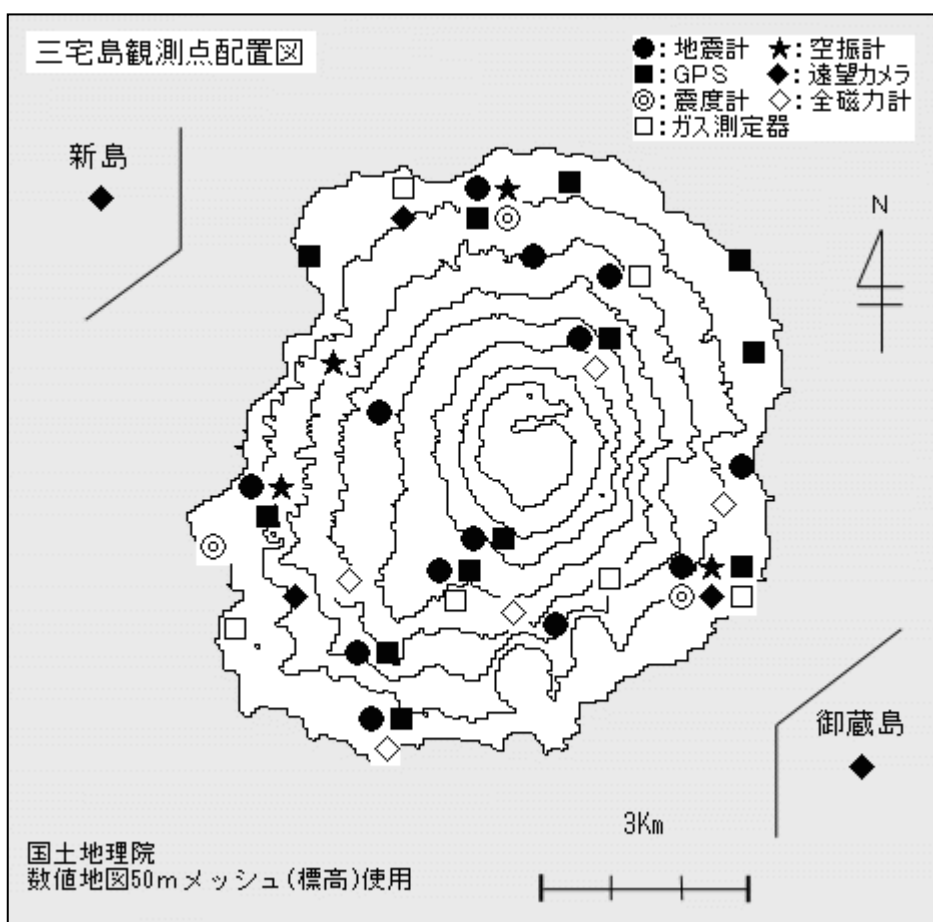 三宅島観測点配置図
●:地震計 ★:空振計
■:GPS ◆:遠望カメラ
◎:震度計 ◇:全磁力計
□:ガス測定器
新島
N
御蔵島
3Km
国土地理院
数値地図50mメッシュ(標高)使用